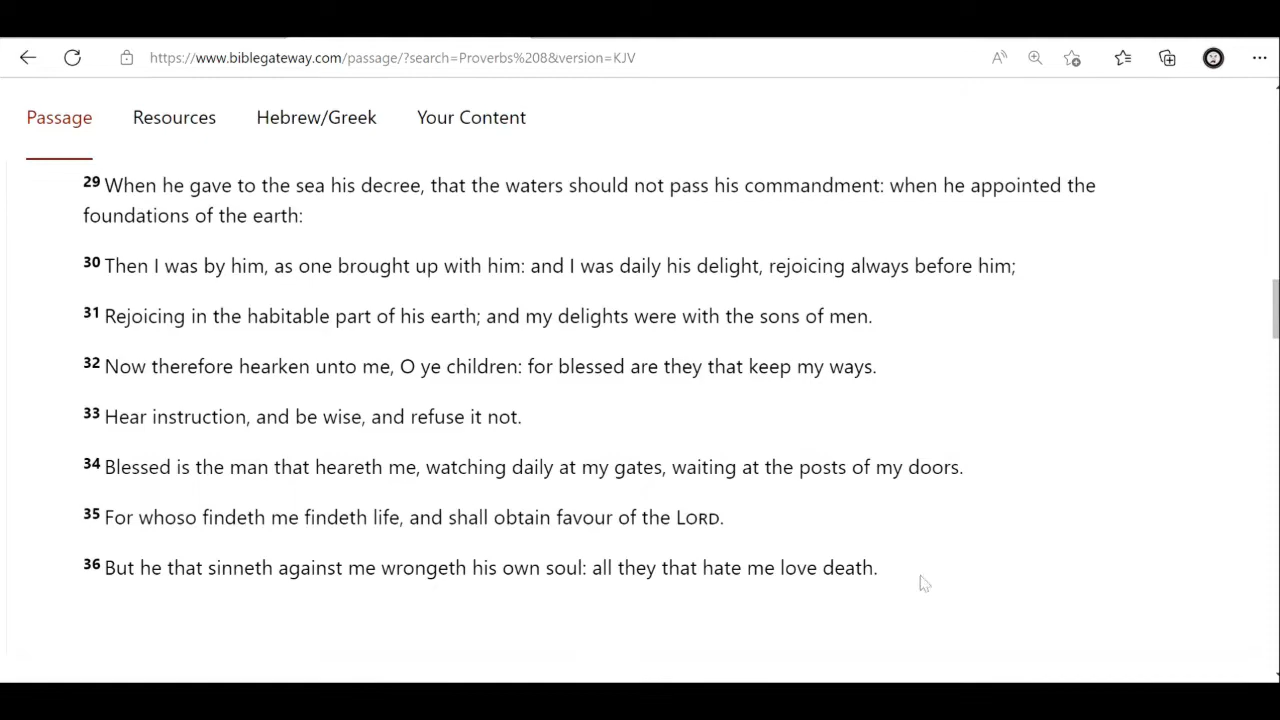 https://www.biblegateway.com/passage/?search=Proverbs%208&version=KJV
Passage Resources Hebrew/Greek Your Content
29 When he gave to the sea his decree, that the waters should not pass his commandment: when he appointed the
foundations of the earth:
30 Then I was by him, as one brought up with him: and I was daily his delight, rejoicing always before him;
31 Rejoicing in the habitable part of his earth; and my delights were with the sons of men.
32 Now therefore hearken unto me, O ye children: for blessed are they that keep my ways.
33 Hear instruction, and be wise, and refuse it not.
34 Blessed is the man that heareth me, watching daily at my gates, waiting at the posts of my doors.
35 For whoso findeth me findeth life, and shall obtain favour of the LORD.
36 But he that sinneth against me wrongeth his own soul: all they that hate me love death.